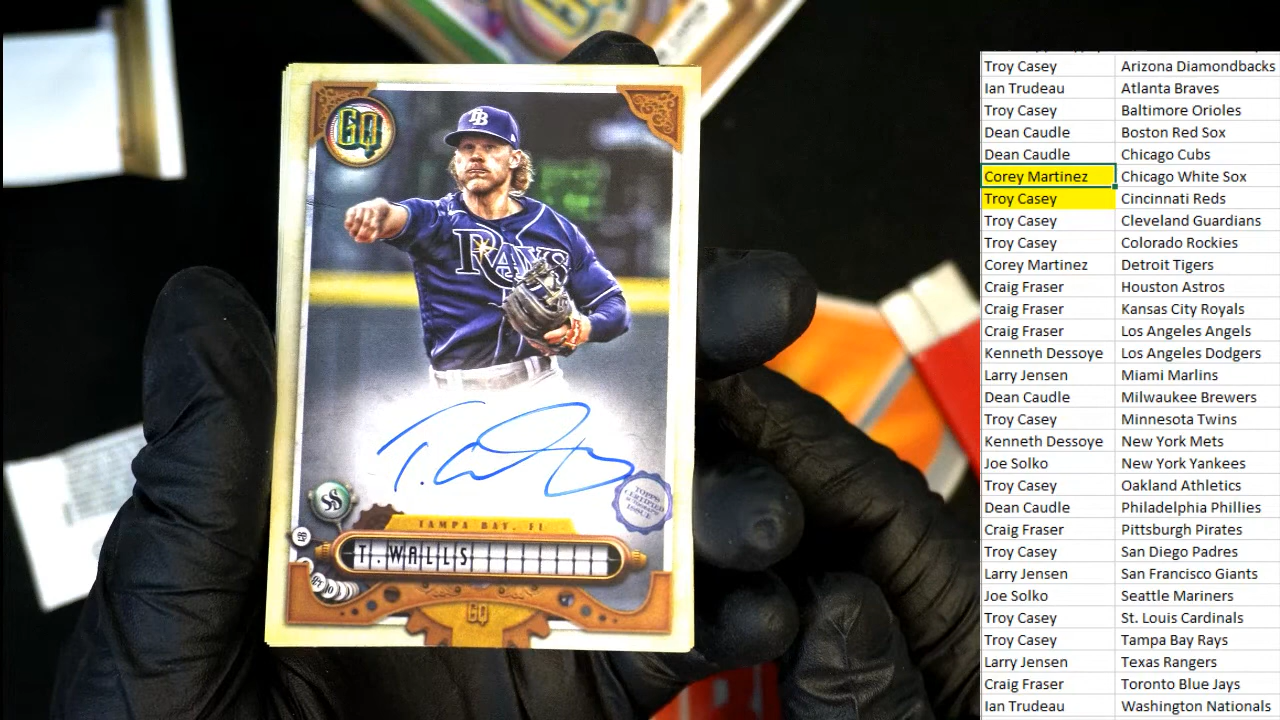 GQ
TB
RAYS
T. Walls
TOPPS
CERTIFIED
AUTOGRAPH
ISSUE
SS
TAMPA BAY, FL
T. WALLS
GQ
Troy Casey Arizona Diamondbacks
Ian Trudeau Atlanta Braves
Troy Casey Baltimore Orioles
Dean Caudle Boston Red Sox
Dean Caudle Chicago Cubs
Corey Martinez Chicago White Sox
Troy Casey Cincinnati Reds
Troy Casey Cleveland Guardians
Troy Casey Colorado Rockies
Corey Martinez Detroit Tigers
Craig Fraser Houston Astros
Craig Fraser Kansas City Royals
Craig Fraser Los Angeles Angels
Kenneth Dessoye Los Angeles Dodgers
Larry Jensen Miami Marlins
Dean Caudle Milwaukee Brewers
Troy Casey Minnesota Twins
Kenneth Dessoye New York Mets
Joe Solko New York Yankees
Troy Casey Oakland Athletics
Dean Caudle Philadelphia Phillies
Craig Fraser Pittsburgh Pirates
Troy Casey San Diego Padres
Larry Jensen San Francisco Giants
Joe Solko Seattle Mariners
Troy Casey St. Louis Cardinals
Troy Casey Tampa Bay Rays
Larry Jensen Texas Rangers
Craig Fraser Toronto Blue Jays
Ian Trudeau Washington Nationals